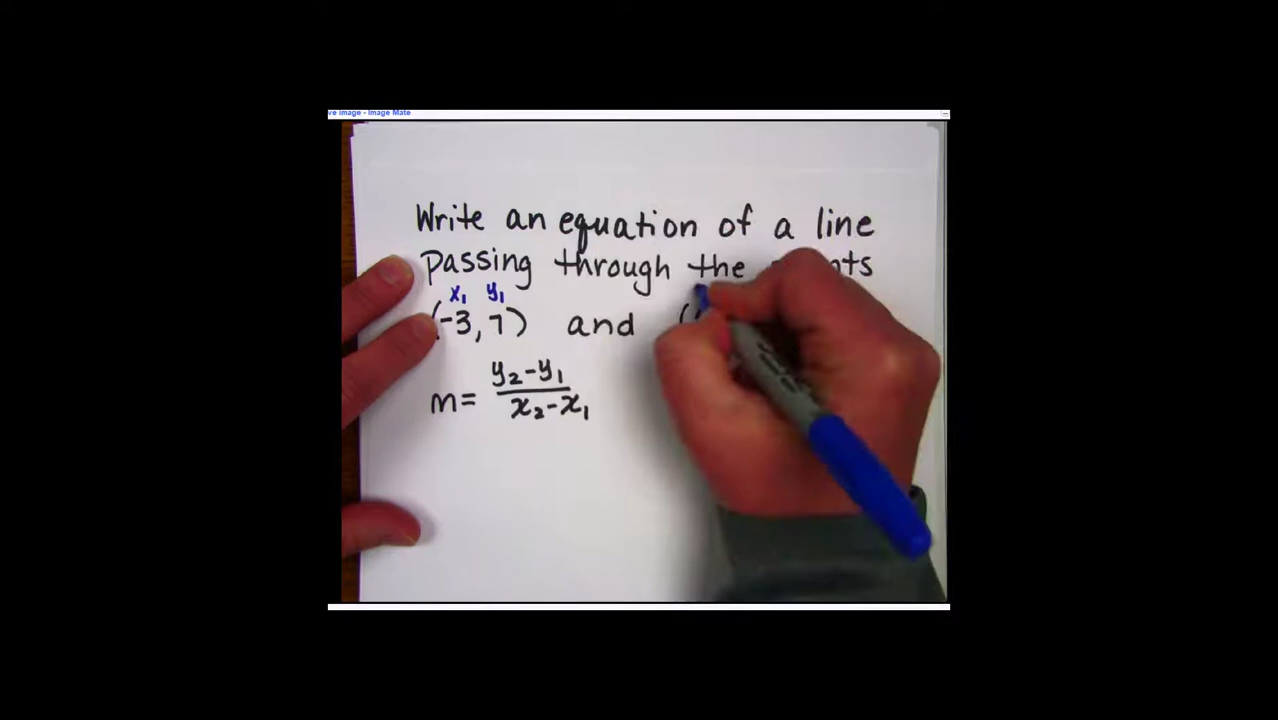 ve image - Image Mate
Write an equation of a line
passing through the
x₁ y₁
(-3, 7) and (
m = y₂-y₁
x₂-x₁